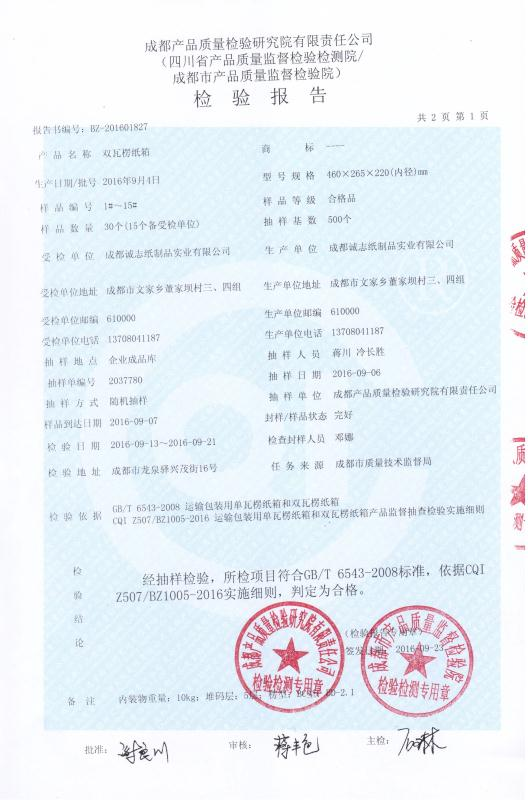 成都产品质量检验研究院有限责任公司
(四川省产品质量监督检验检测院/
成都市产品质量监督检验院)
检 验 报 告
共 2 页 第 1 页
报告书编号: BZ-201601827
产 品 名 称 双瓦楞纸箱 商 标 ——
生产日期/批号 2016年9月4日 型 号 规 格 460×265×220(内径)mm
样 品 编 号 1#~15# 样 品 等 级 合格品
样 品 数 量 30个(15个备受检单位) 抽 样 基 数 500个
受 检 单 位 成都诚志纸制品实业有限公司 生 产 单 位 成都诚志纸制品实业有限公司
受检单位地址 成都市文家乡董家坝村三、四组 生产单位地址 成都市文家乡董家坝村三、四组
受检单位邮编 610000 生产单位邮编 610000
受检单位电话 13708041187 生产单位电话 13708041187
抽 样 地 点 企业成品库 抽 样 人 员 蒋川 冷长胜
抽样单编号 2037780 抽 样 日 期 2016-09-06
抽 样 方 式 随机抽样 抽 样 单 位 成都产品质量检验研究院有限责任公司
样品到达日期 2016-09-07 封样/样品状态 完好
检 验 日 期 2016-09-13~2016-09-21 检查封样人员 邓娜
检 验 地 址 成都市龙泉驿兴茂街16号 任 务 来 源 成都市质量技术监督局
检 验 依 据 GB/T 6543-2008 运输包装用单瓦楞纸箱和双瓦楞纸箱
CQI Z507/BZ1005-2016 运输包装用单瓦楞纸箱和双瓦楞纸箱产品监督抽查检验实施细则
检 验 结 论
经抽样检验，所检项目符合GB/T 6543-2008标准，依据CQI
Z507/BZ1005-2016实施细则，判定为合格。
(检验报告专用章)
签发日期: 2016-09-23
成都产品质量检验研究院有限责任公司
检验检测专用章
成都市产品质量监督检验院
检验检测专用章
备 注 内装物重量: 10kg; 堆码层: 5层; 楞型: BC -2.1
批准: 审核: 主检: